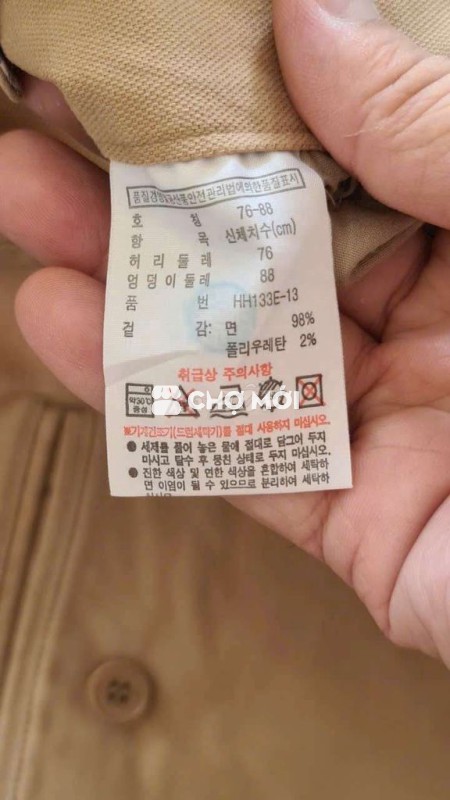 품질경영및공산품안전관리법에의한품질표시
호 칭 76-88
항 목 신체치수(cm)
허리둘레 76
엉덩이둘레 88
품 번 HH133E-13
겉 감: 면 98%
폴리우레탄 2%
취급상 주의사항
약30℃
중성
CHỢ MỚI
※기계건조기(드럼세탁기)를 절대 사용하지 마십시오.
● 세제를 풀어 놓은 물에 절대로 담그어 두지
마시고 탈수 후 뭉친 상태로 두지 마십시오.
● 진한 색상 및 연한 색상을 혼합하여 세탁하
면 이염이 될 수 있으므로 분리하여 세탁하